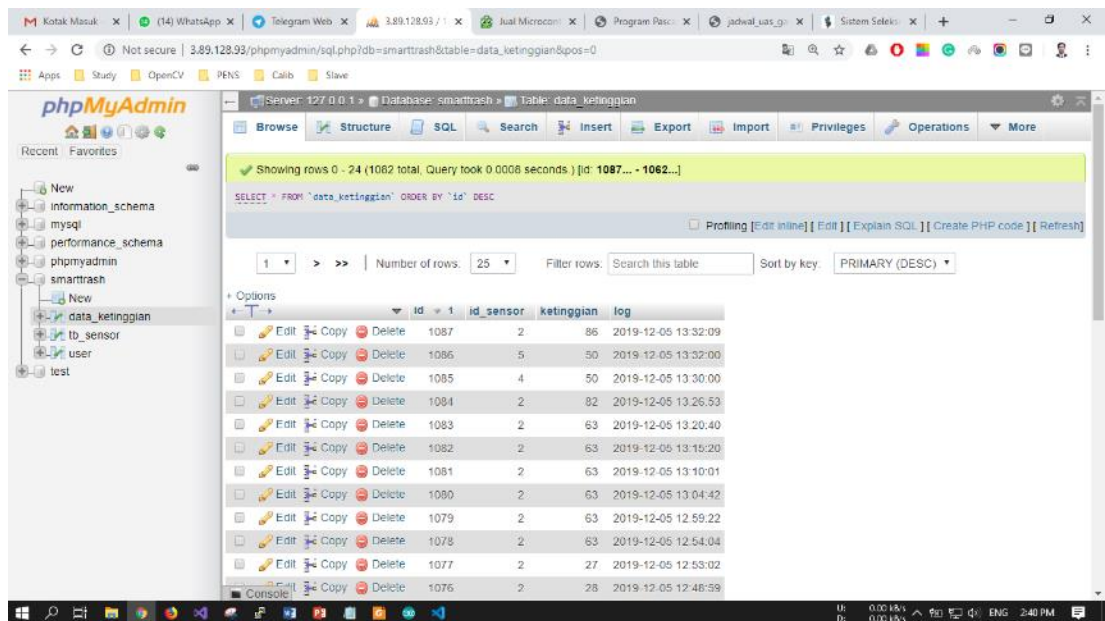 Kotak Masuk (14) WhatsApp Telegram Web 3.89.128.93 / Jual Microcon Program Pasca jadwal_uas_ga Sistem Seleksi
Not secure | 3.89.128.93/phpmyadmin/sql.php?db=smarttrash&table=data_ketinggian&pos=0
Apps Study OpenCV PENS Calib Slave
phpMyAdmin
Recent Favorites
New
information_schema
mysql
performance_schema
phpmyadmin
smarttrash
New
data_ketinggian
tb_sensor
user
test
Server: 127.0.0.1 » Database: smarttrash » Table: data_ketinggian
Browse Structure SQL Search Insert Export Import Privileges Operations More
Showing rows 0 - 24 (1082 total, Query took 0.0008 seconds.) [id: 1087... - 1062...]
SELECT * FROM `data_ketinggian` ORDER BY `id` DESC
Profiling [Edit inline] [ Edit ] [ Explain SQL ] [ Create PHP code ] [ Refresh]
1 > >> | Number of rows: 25 Filter rows: Search this table Sort by key: PRIMARY (DESC)
+ Options
id 1 id_sensor ketinggian log
Edit Copy Delete 1087 2 86 2019-12-05 13:32:09
Edit Copy Delete 1086 5 50 2019-12-05 13:32:00
Edit Copy Delete 1085 4 50 2019-12-05 13:30:00
Edit Copy Delete 1084 2 82 2019-12-05 13:26:53
Edit Copy Delete 1083 2 63 2019-12-05 13:20:40
Edit Copy Delete 1082 2 63 2019-12-05 13:15:20
Edit Copy Delete 1081 2 63 2019-12-05 13:10:01
Edit Copy Delete 1080 2 63 2019-12-05 13:04:42
Edit Copy Delete 1079 2 63 2019-12-05 12:59:22
Edit Copy Delete 1078 2 63 2019-12-05 12:54:04
Edit Copy Delete 1077 2 27 2019-12-05 12:53:02
Edit Copy Delete 1076 2 28 2019-12-05 12:48:59
Console
U: 0.00 kB/s
D: 0.00 kB/s
ENG 2:40 PM